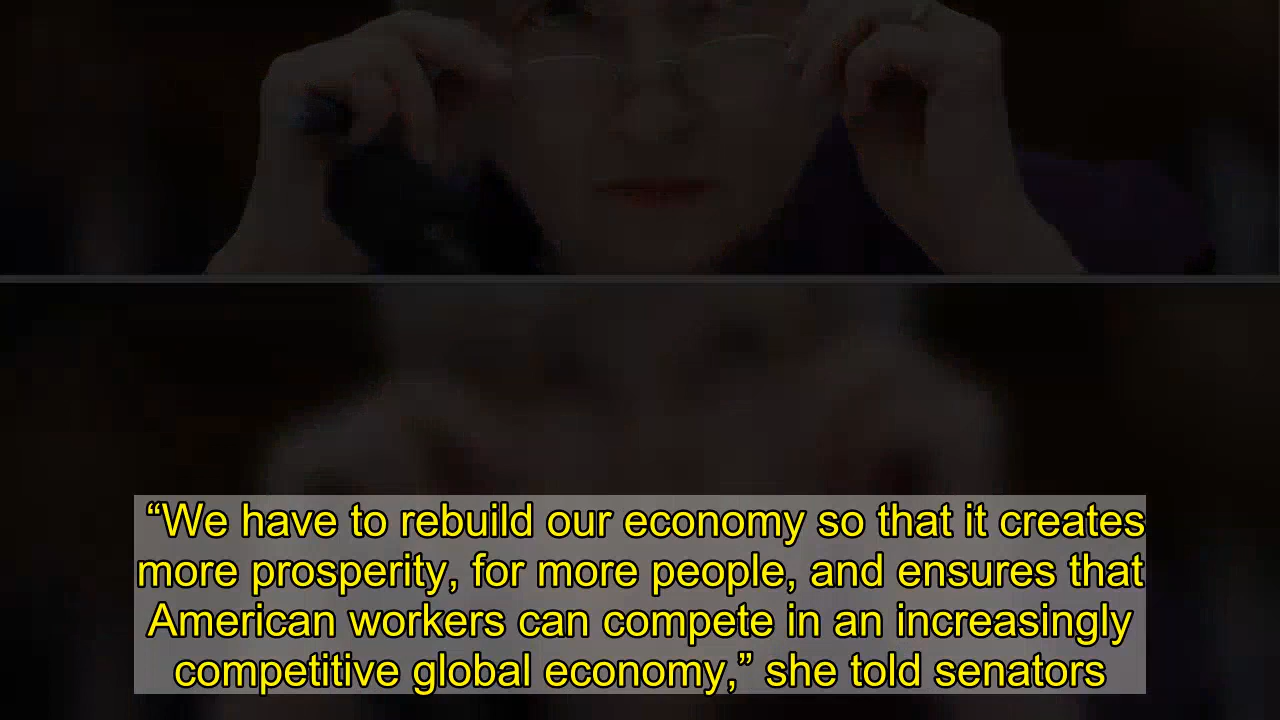 “We have to rebuild our economy so that it creates
more prosperity, for more people, and ensures that
American workers can compete in an increasingly
competitive global economy,” she told senators